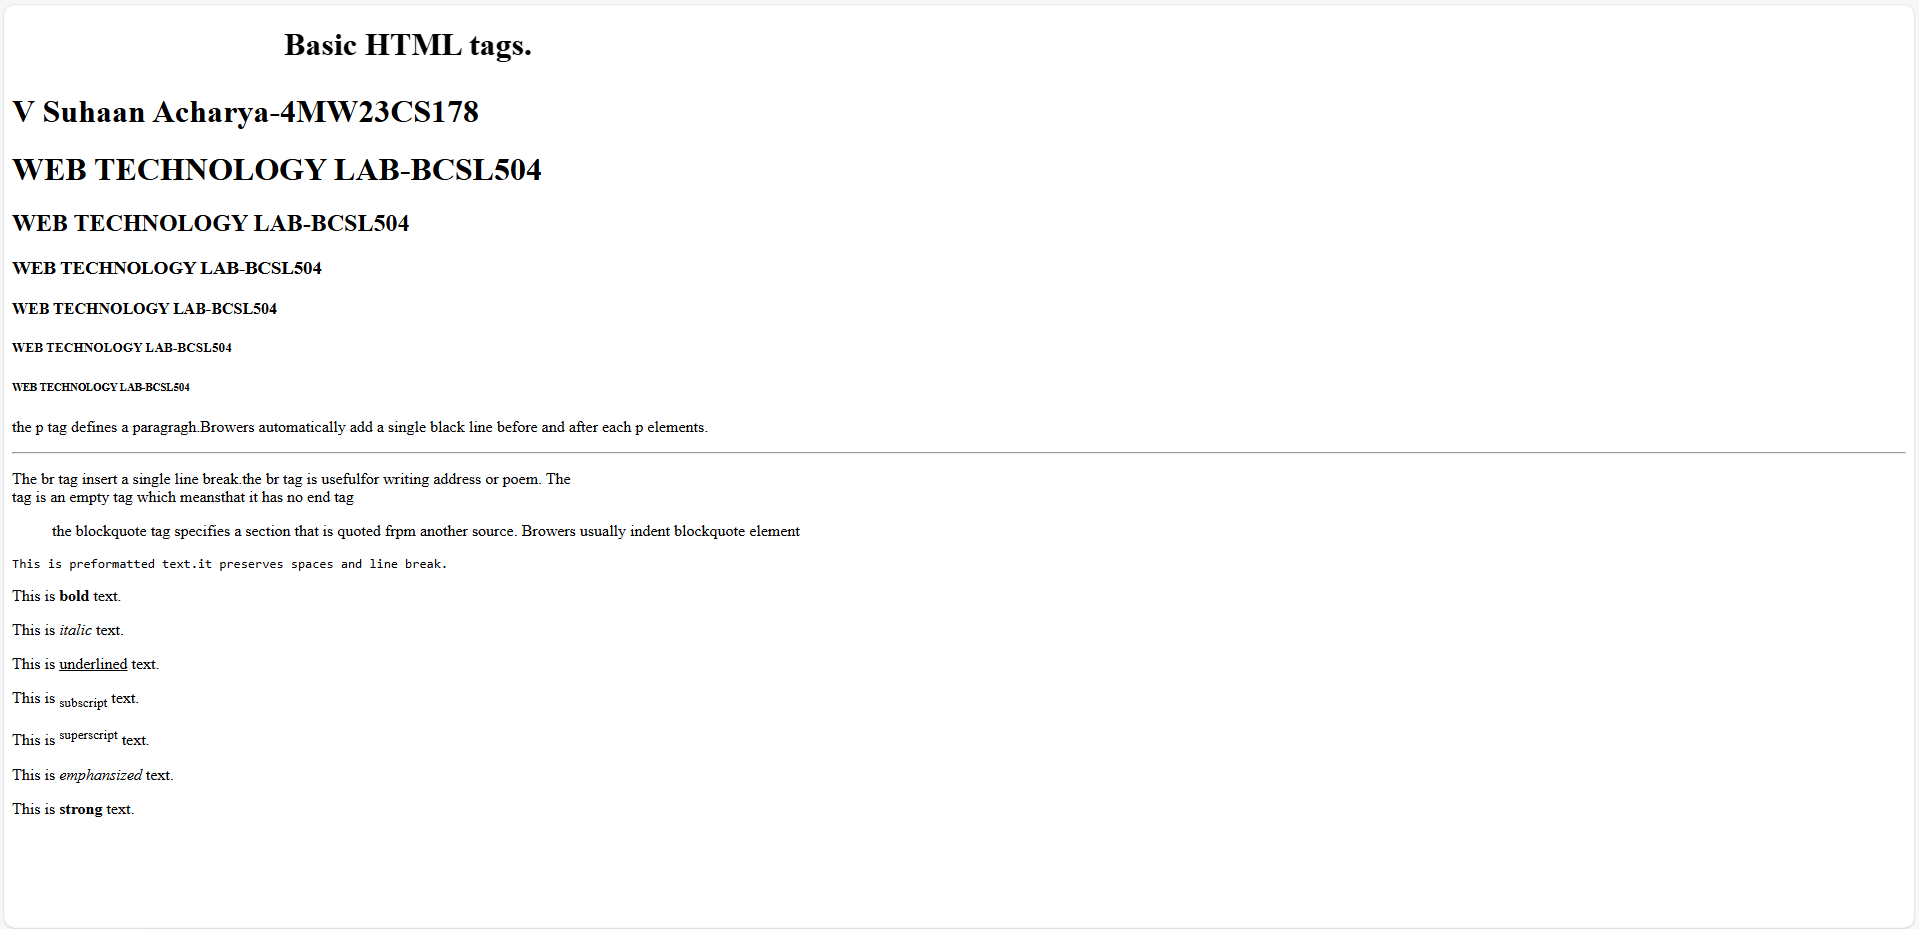 Basic HTML tags.
V Suhaan Acharya-4MW23CS178
WEB TECHNOLOGY LAB-BCSL504
WEB TECHNOLOGY LAB-BCSL504
WEB TECHNOLOGY LAB-BCSL504
WEB TECHNOLOGY LAB-BCSL504
WEB TECHNOLOGY LAB-BCSL504
WEB TECHNOLOGY LAB-BCSL504
the p tag defines a paragragh.Browers automatically add a single black line before and after each p elements.
The br tag insert a single line break.the br tag is usefulfor writing address or poem. The
tag is an empty tag which meansthat it has no end tag
the blockquote tag specifies a section that is quoted frpm another source. Browers usually indent blockquote element
This is preformatted text.it preserves spaces and line break.
This is bold text.
This is italic text.
This is underlined text.
This is subscript text.
This is superscript text.
This is emphansized text.
This is strong text.